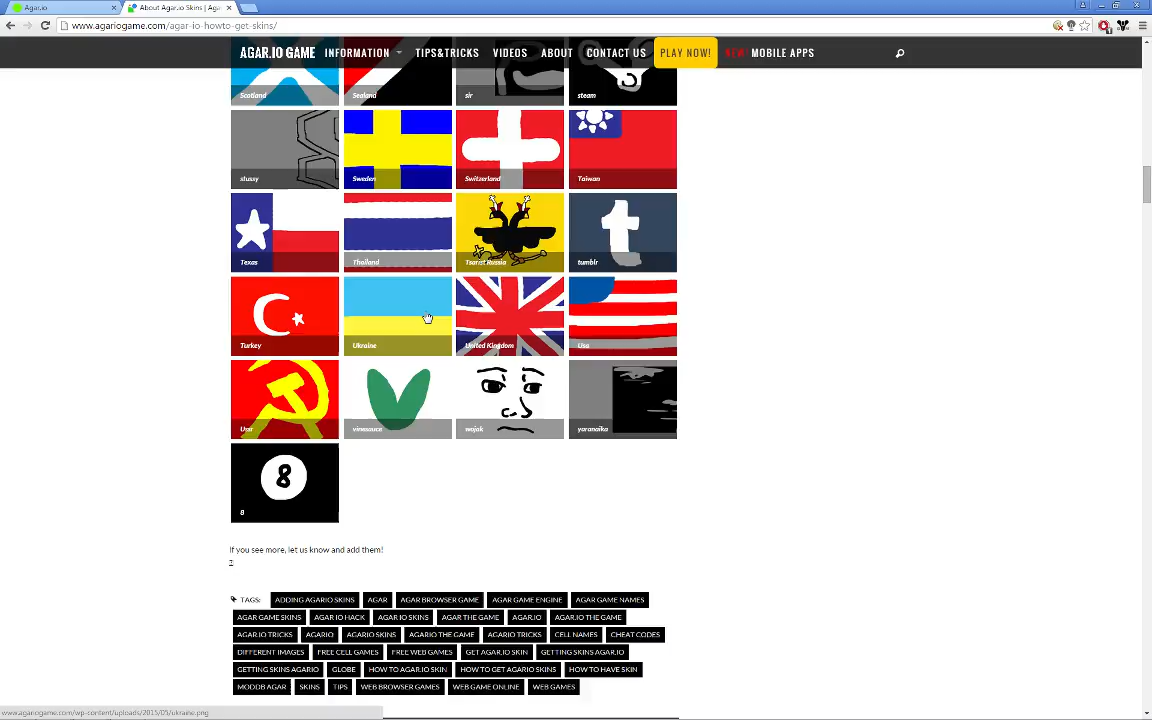 Agar.io
About Agar.io Skins | Aga
www.agariogame.com/agar-io-howto-get-skins/
AGAR.IO GAME INFORMATION TIPS&TRICKS VIDEOS ABOUT CONTACT US PLAY NOW! NEW! MOBILE APPS
Scotland Sealand sir steam
stussy Sweden Switzerland Taiwan
Texas Thailand Tsarist Russia tumblr
Turkey Ukraine United Kingdom Usa
Ussr vinesauce wojak yaranaika
8
8
If you see more, let us know and add them!
TAGS: ADDING AGARIO SKINS AGAR AGAR BROWSER GAME AGAR GAME ENGINE AGAR GAME NAMES
AGAR GAME SKINS AGAR IO HACK AGAR IO SKINS AGAR THE GAME AGAR.IO AGAR.IO THE GAME
AGAR.IO TRICKS AGARIO AGARIO SKINS AGARIO THE GAME AGARIO TRICKS CELL NAMES CHEAT CODES
DIFFERENT IMAGES FREE CELL GAMES FREE WEB GAMES GET AGAR.IO SKIN GETTING SKINS AGAR.IO
GETTING SKINS AGARIO GLOBE HOW TO AGAR.IO SKIN HOW TO GET AGARIO SKINS HOW TO HAVE SKIN
MODDB AGAR SKINS TIPS WEB BROWSER GAMES WEB GAME ONLINE WEB GAMES
www.agariogame.com/wp-content/uploads/2015/05/ukraine.png